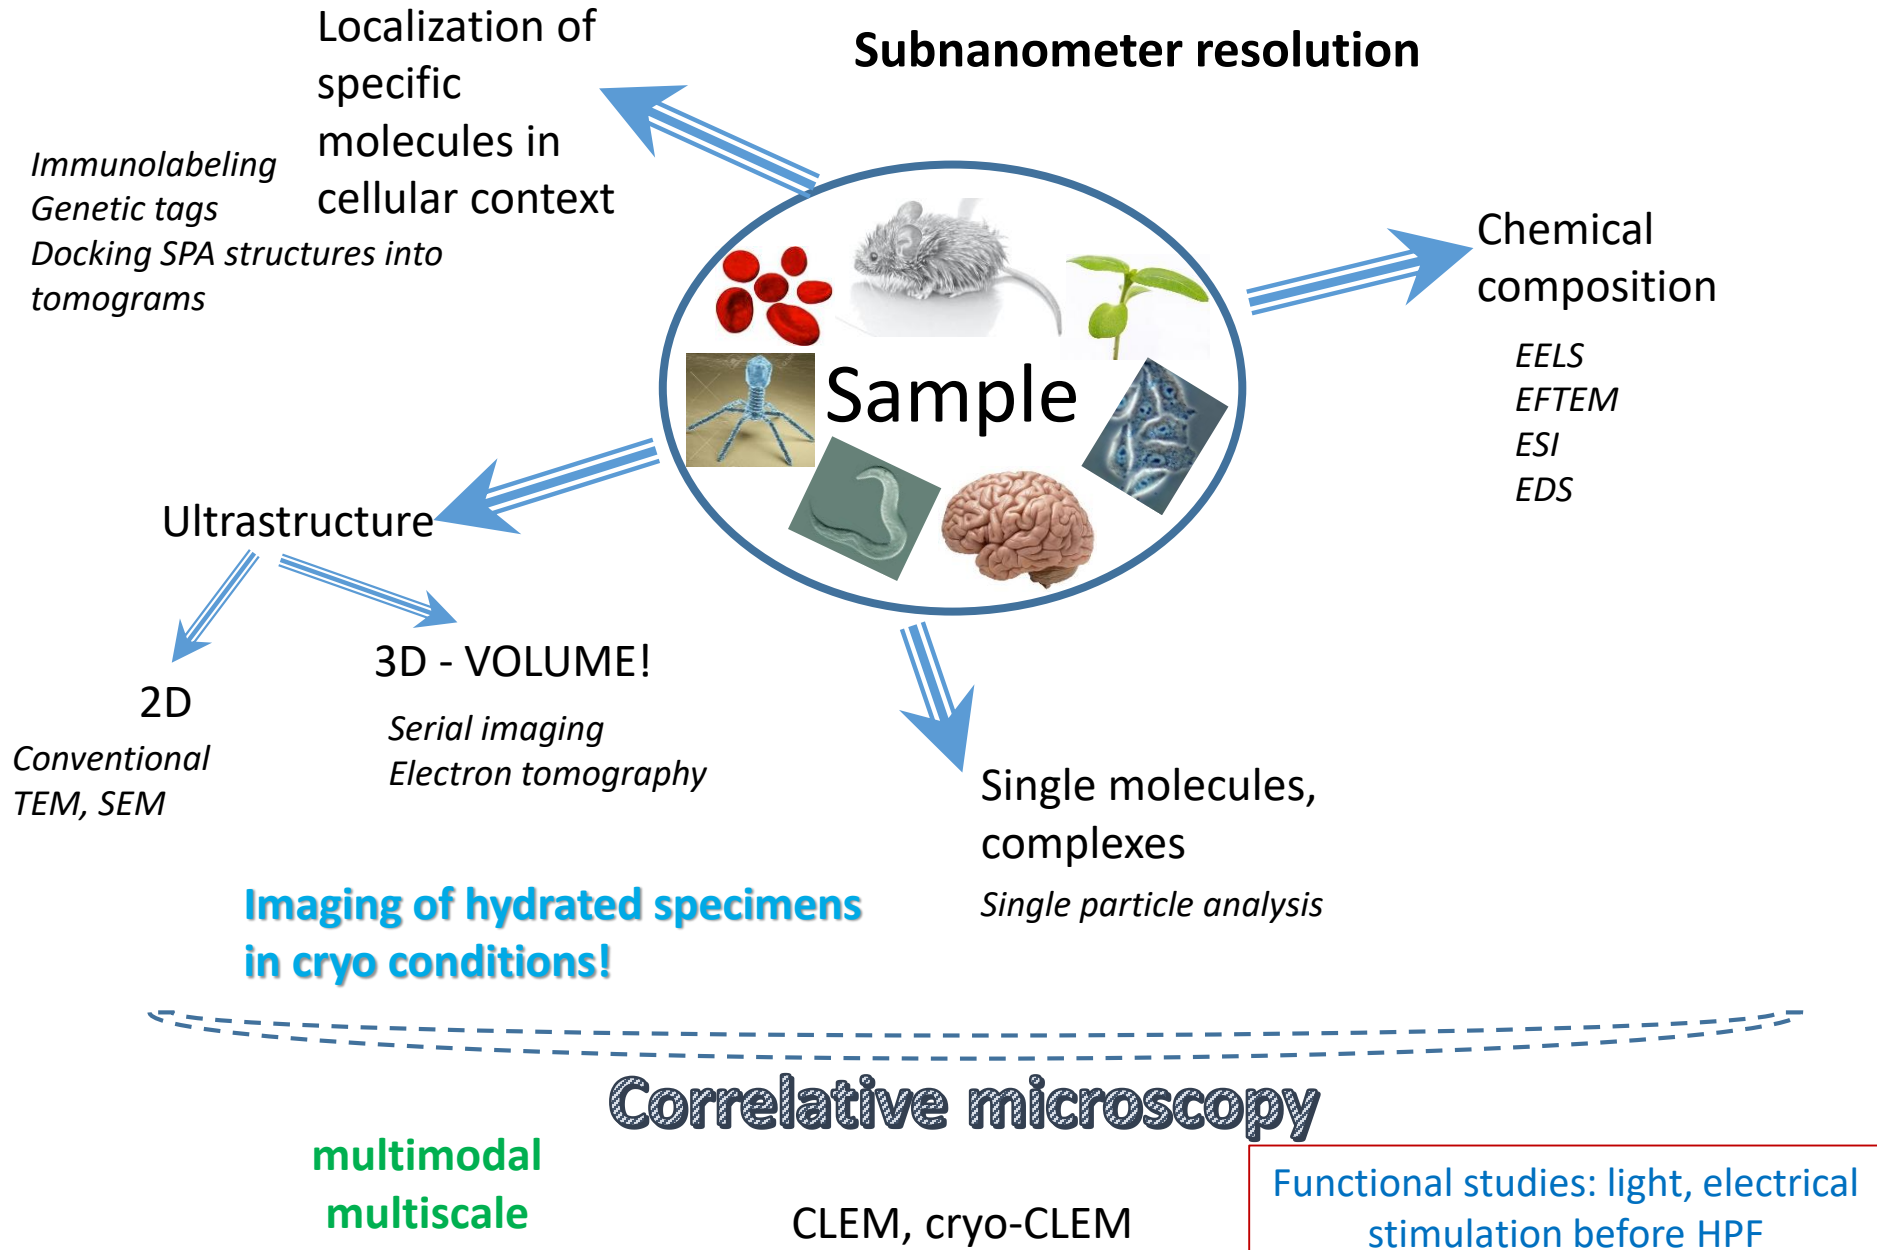 Localization of
specific
molecules in
cellular context
Subnanometer resolution
Immunolabeling
Genetic tags
Docking SPA structures into
tomograms
Chemical
composition
EELS
EFTEM
ESI
EDS
Sample
Ultrastructure
2D
Conventional
TEM, SEM
3D - VOLUME!
Serial imaging
Electron tomography
Single molecules,
complexes
Single particle analysis
Imaging of hydrated specimens
in cryo conditions!
Correlative microscopy
multimodal
multiscale
CLEM, cryo-CLEM
Functional studies: light, electrical
stimulation before HPF